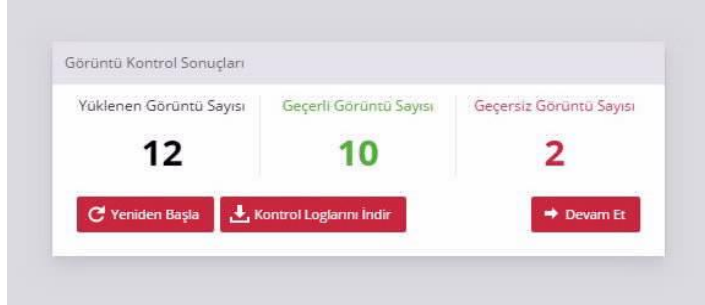 Görüntü Kontrol Sonuçları
Yüklenen Görüntü Sayısı Geçerli Görüntü Sayısı Geçersiz Görüntü Sayısı
12 10 2
Yeniden Başla Kontrol Loglarını İndir Devam Et